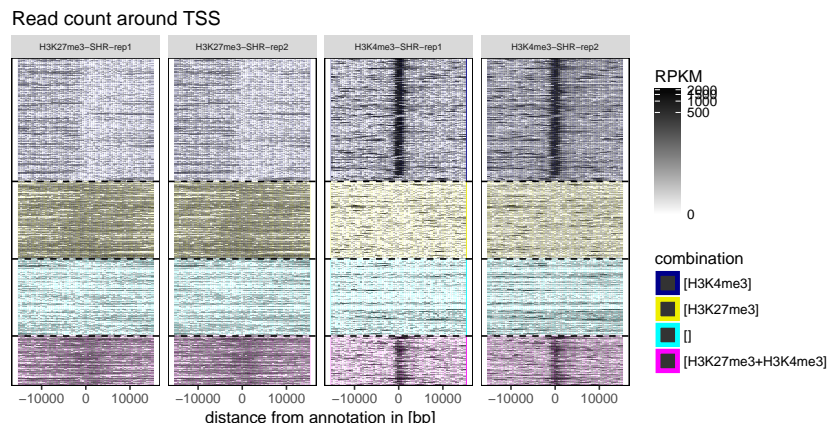 Read count around TSS
H3K27me3−SHR−rep1 H3K27me3−SHR−rep2 H3K4me3−SHR−rep1 H3K4me3−SHR−rep2
−10000 0 10000 −10000 0 10000 −10000 0 10000 −10000 0 10000
distance from annotation in [bp]
RPKM
2000
1500
1000
500
0
combination
[H3K4me3]
[H3K27me3]
[]
[H3K27me3+H3K4me3]